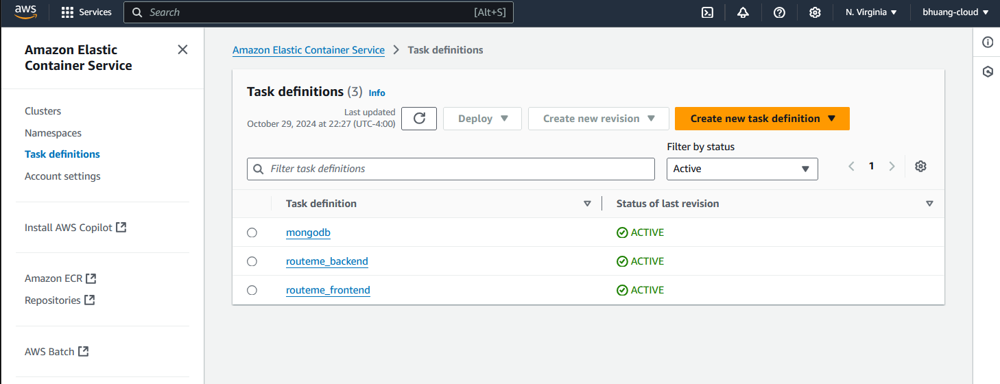 aws Services Search [Alt+S] N. Virginia bhuang-cloud
Amazon Elastic
Container Service
Clusters
Namespaces
Task definitions
Account settings
Install AWS Copilot
Amazon ECR
Repositories
AWS Batch
Amazon Elastic Container Service > Task definitions
Task definitions (3) Info
Last updated
October 29, 2024 at 22:27 (UTC-4:00)
Deploy Create new revision Create new task definition
Filter by status
Filter task definitions Active 1
Task definition Status of last revision
mongodb ACTIVE
routeme_backend ACTIVE
routeme_frontend ACTIVE